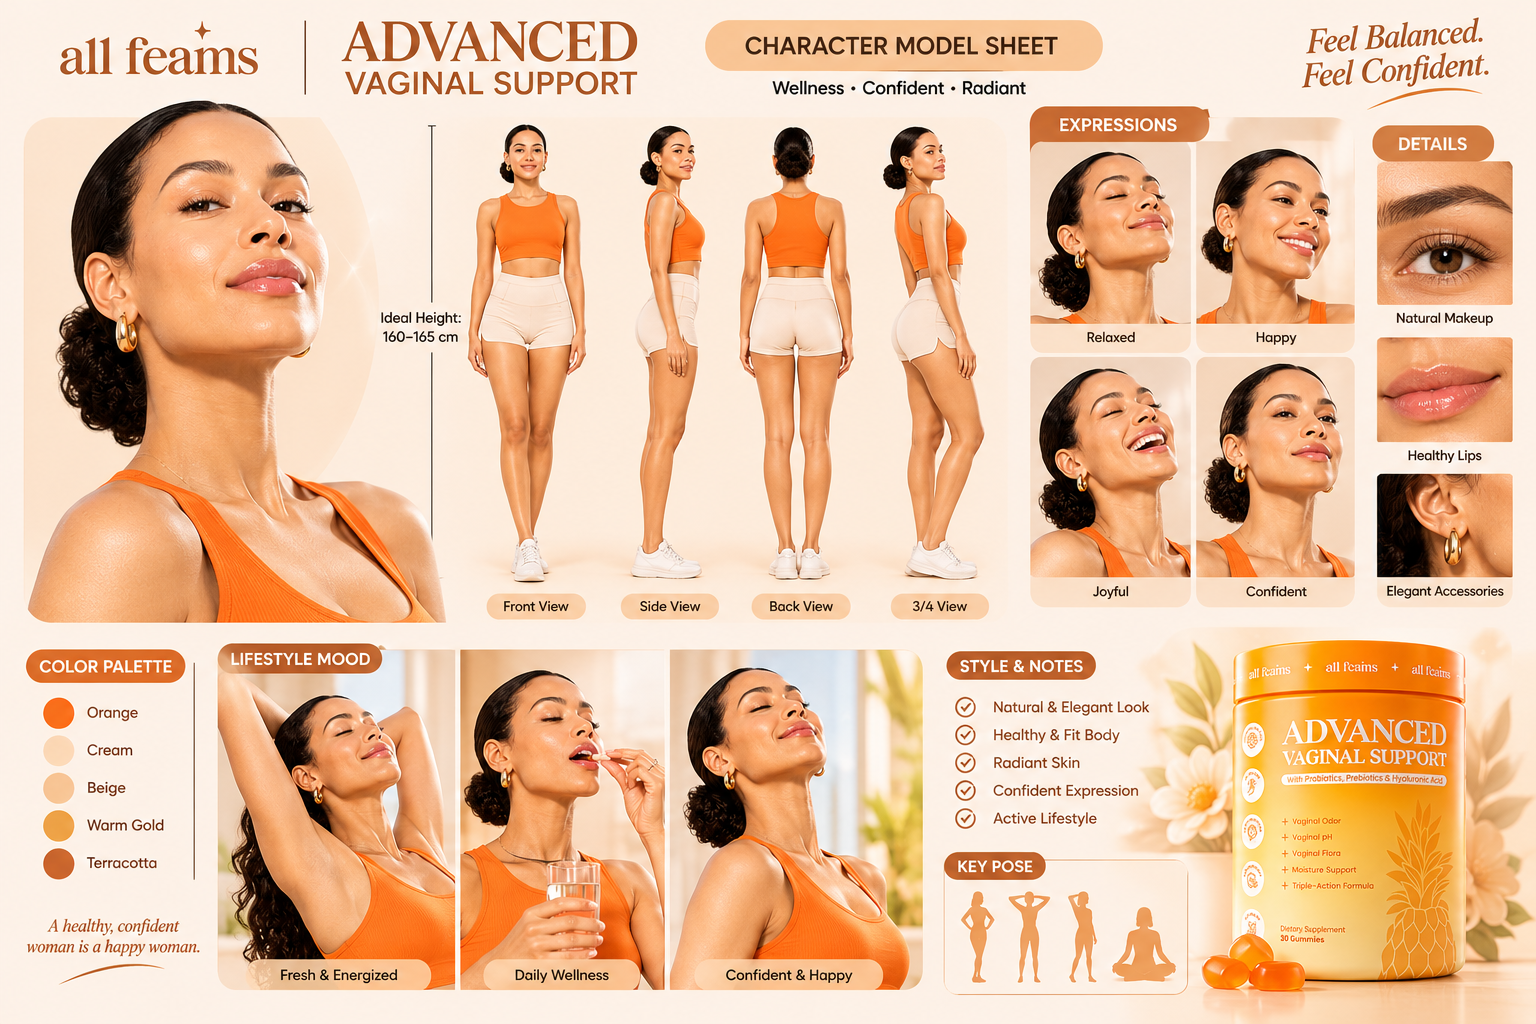 all feams
ADVANCED
VAGINAL SUPPORT
CHARACTER MODEL SHEET
Wellness • Confident • Radiant
Feel Balanced.
Feel Confident.
Ideal Height:
160–165 cm
Front View
Side View
Back View
3/4 View
EXPRESSIONS
Relaxed
Happy
Joyful
Confident
DETAILS
Natural Makeup
Healthy Lips
Elegant Accessories
COLOR PALETTE
Orange
Cream
Beige
Warm Gold
Terracotta
A healthy, confident
woman is a happy woman.
LIFESTYLE MOOD
Fresh & Energized
Daily Wellness
Confident & Happy
STYLE & NOTES
Natural & Elegant Look
Healthy & Fit Body
Radiant Skin
Confident Expression
Active Lifestyle
KEY POSE
all feams + all feams + all feams
ADVANCED
VAGINAL SUPPORT
with Probiotics, Prebiotics & Hyaluronic Acid
+ Vaginal Odor
+ Vaginal pH
+ Vaginal Flora
+ Moisture Support
+ Triple-Action Formula
Dietary Supplement
30 Gummies